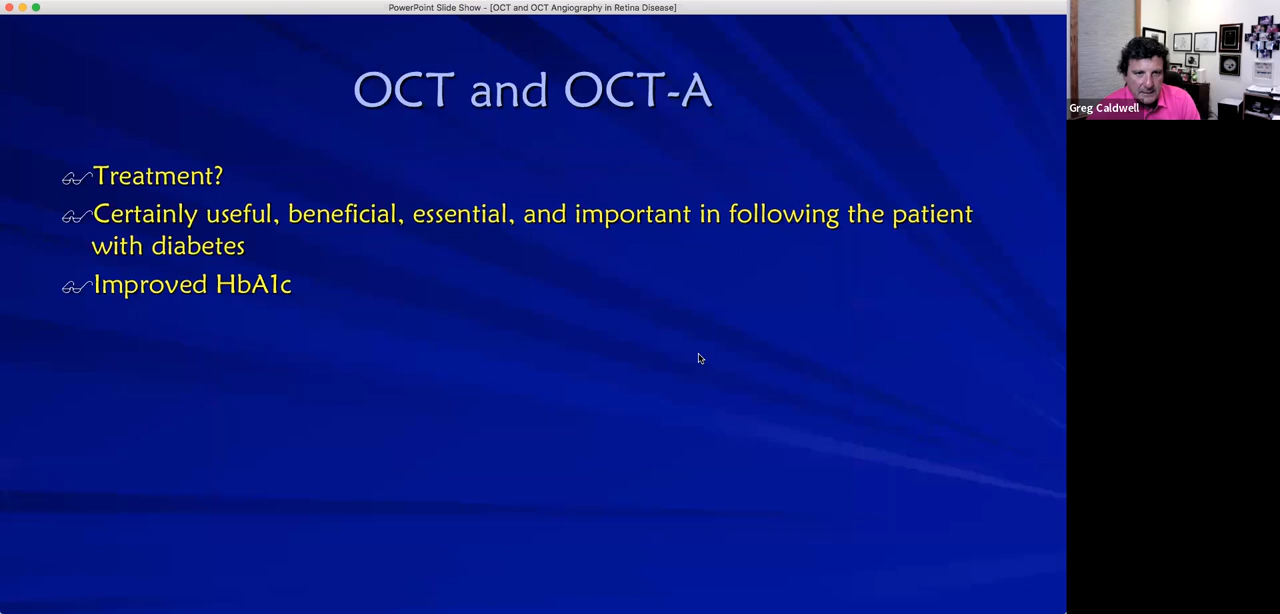 PowerPoint Slide Show - [OCT and OCT Angiography in Retina Disease]
OCT and OCT-A
Treatment?
Certainly useful, beneficial, essential, and important in following the patient
with diabetes
Improved HbA1c
Greg Caldwell